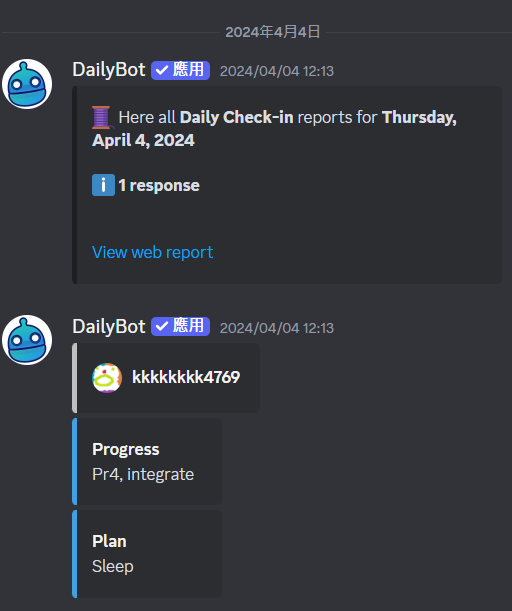 2024年4月4日
DailyBot 應用 2024/04/04 12:13
Here all Daily Check-in reports for Thursday,
April 4, 2024
1 response
View web report
DailyBot 應用 2024/04/04 12:13
kkkkkkkk4769
Progress
Pr4, integrate
Plan
Sleep